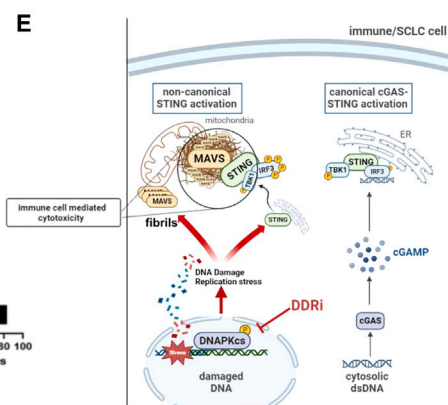 E
immune/SCLC cell
non-canonical
STING activation
canonical cGAS-
STING activation
mitochondria
MAVS
STING
TBK1
IRF3
P
P
P
P
P
MAVS
STING
ER
STING
TBK1
IRF3
P
P
immune cell mediated
cytotoxicity
fibrils
DNA Damage
Replication stress
cGAMP
DDRi
P
DNAPKcs
Stress
cGAS
damaged
DNA
cytosolic
dsDNA
80 100
s